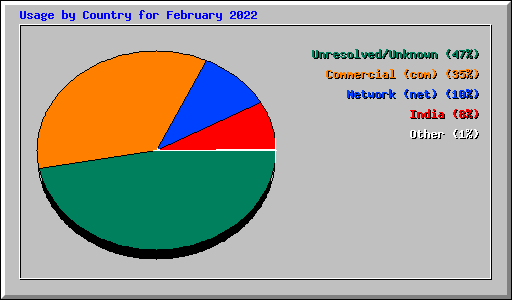 Usage by Country for February 2022
Unresolved/Unknown (47%)
Commercial (com) (35%)
Network (net) (10%)
India (8%)
Other (1%)